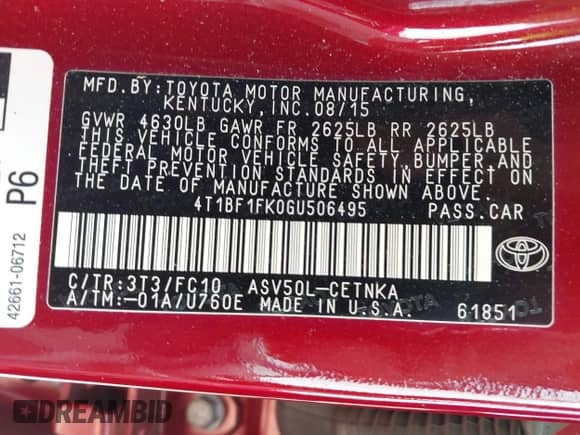 MFD.BY:TOYOTA MOTOR MANUFACTURING,
KENTUCKY,INC.08/15
GVWR 4630LB GAWR FR 2625LB RR 2625LB
THIS VEHICLE CONFORMS TO ALL APPLICABLE
FEDERAL MOTOR VEHICLE SAFETY,BUMPER,AND
THEFT PREVENTION STANDARDS IN EFFECT ON
THE DATE OF MANUFACTURE SHOWN ABOVE.
4T1BF1FK0GU506495 PASS.CAR
C/TR:3T3/FC10 ASV50L-CETNKA
A/TM:-01A/U760E MADE IN U.S.A. 61851
P6
42661-06712
DREAMBID